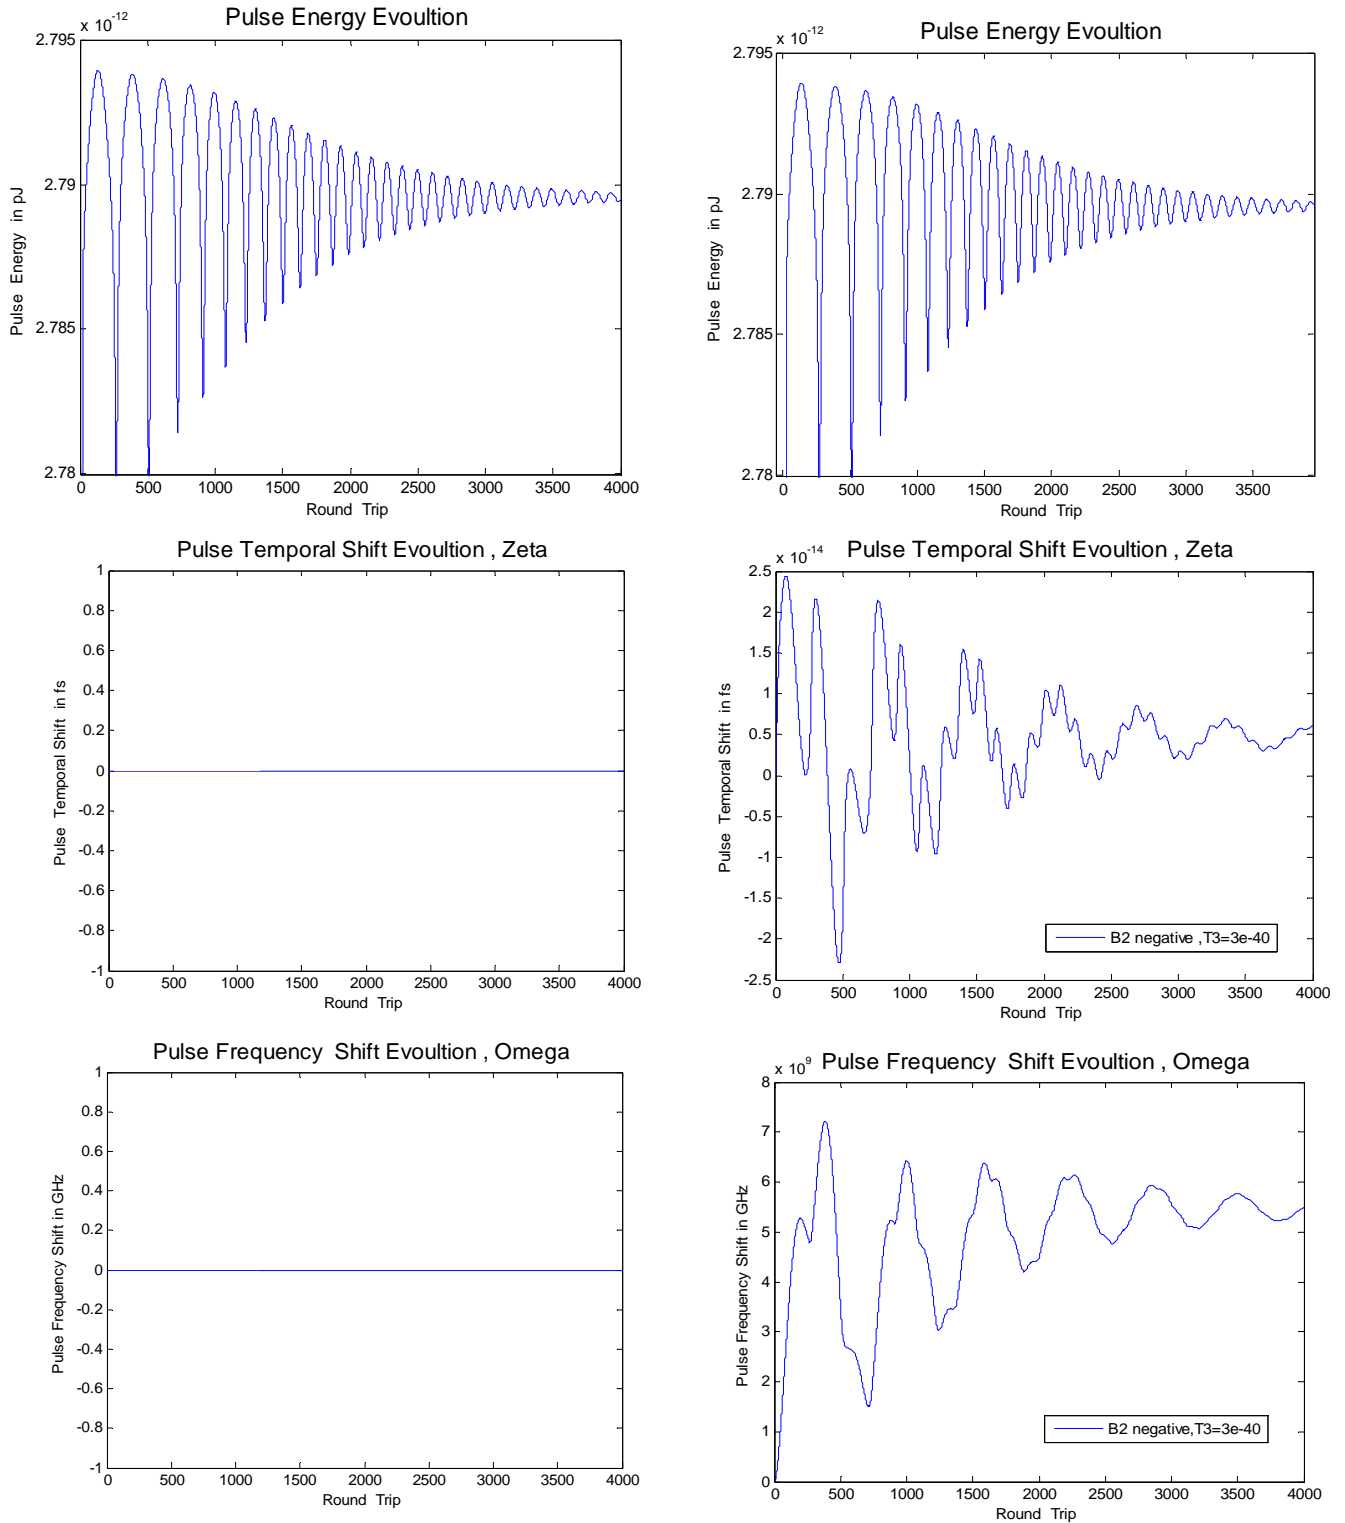 Pulse Energy Evoultion
x 10^-12
2.795
2.79
2.785
2.78
Pulse Energy in pJ
0 500 1000 1500 2000 2500 3000 3500 4000
Round Trip
Pulse Energy Evoultion
x 10^-12
2.795
2.79
2.785
2.78
Pulse Energy in pJ
0 500 1000 1500 2000 2500 3000 3500
Round Trip
Pulse Temporal Shift Evoultion , Zeta
1
0.8
0.6
0.4
0.2
0
-0.2
-0.4
-0.6
-0.8
-1
Pulse Temporal Shift in fs
0 500 1000 1500 2000 2500 3000 3500 4000
Round Trip
x 10^-14 Pulse Temporal Shift Evoultion , Zeta
2.5
2
1.5
1
0.5
0
-0.5
-1
-1.5
-2
-2.5
Pulse Temporal Shift in fs
B2 negative ,T3=3e-40
0 500 1000 1500 2000 2500 3000 3500 4000
Round Trip
Pulse Frequency Shift Evoultion , Omega
1
0.8
0.6
0.4
0.2
0
-0.2
-0.4
-0.6
-0.8
-1
Pulse Frequency Shift in GHz
0 500 1000 1500 2000 2500 3000 3500 4000
Round Trip
x 10^9 Pulse Frequency Shift Evoultion , Omega
8
7
6
5
4
3
2
1
0
Pulse Frequency Shift in GHz
B2 negative,T3=3e-40
0 500 1000 1500 2000 2500 3000 3500 4000
Round Trip